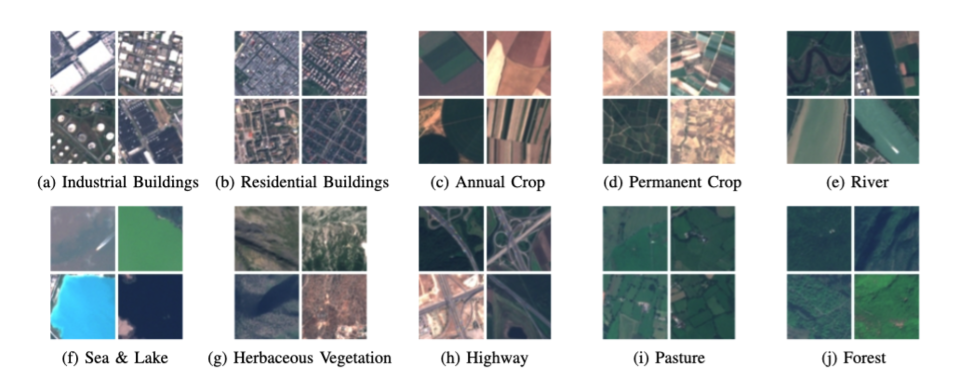 (a) Industrial Buildings
(b) Residential Buildings
(c) Annual Crop
(d) Permanent Crop
(e) River
(f) Sea & Lake
(g) Herbaceous Vegetation
(h) Highway
(i) Pasture
(j) Forest